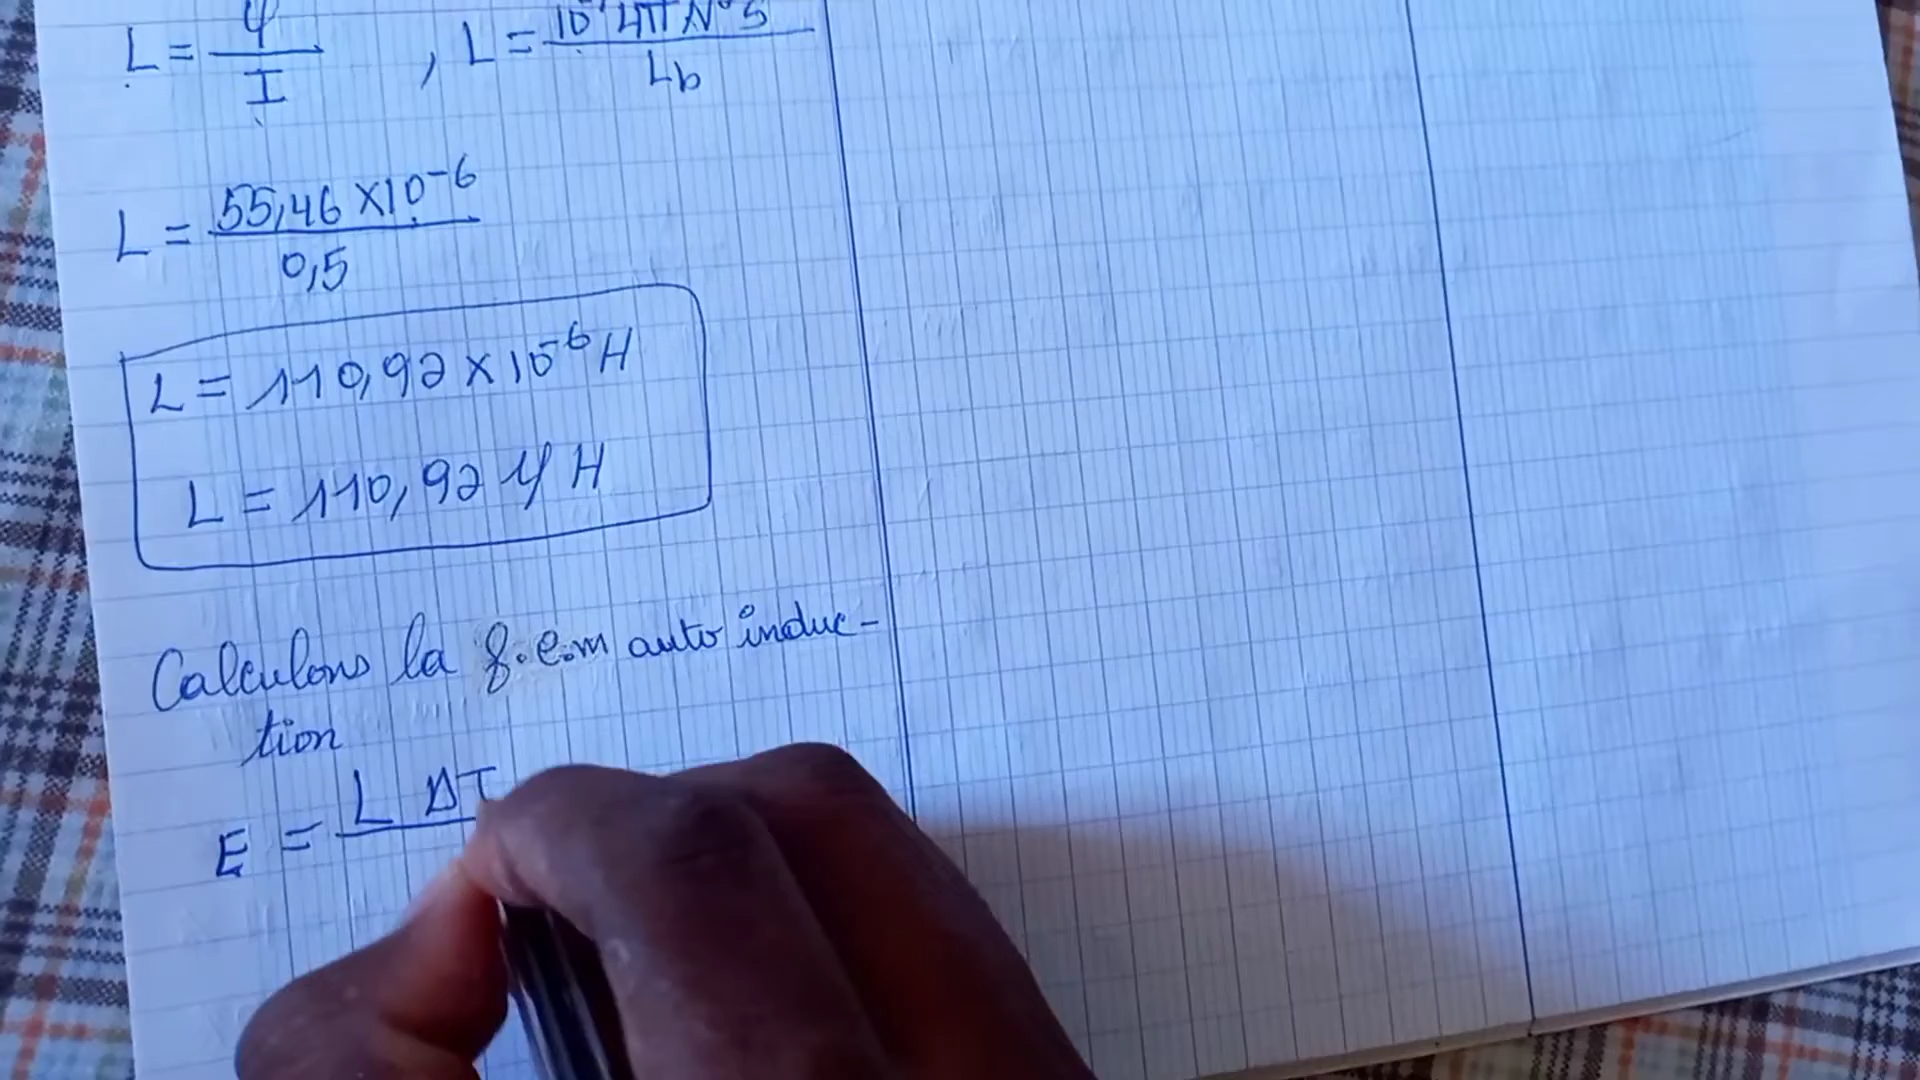 L = φ/I , L = 10⁻⁷4πN²S/Lb
L = 55,46 x10⁻⁶/0,5
L = 110,92 x 10⁻⁶ H
L = 110,92 μH
Calculons la f.e.m auto induc-
tion
E = L ΔI